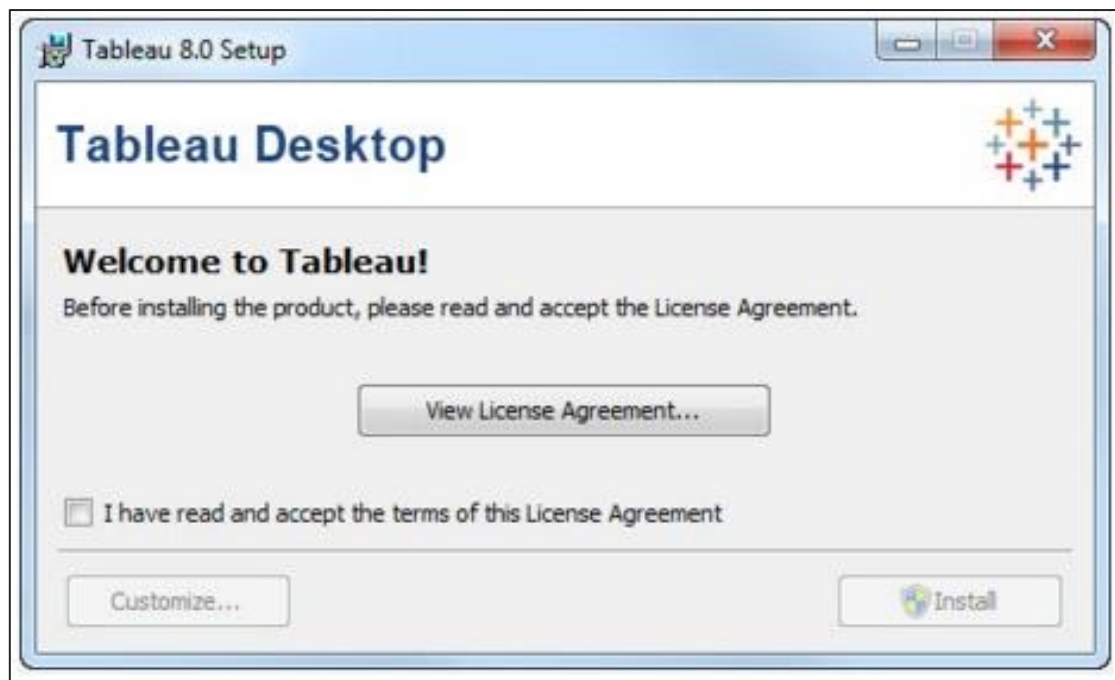 Tableau 8.0 Setup
Tableau Desktop
Welcome to Tableau!
Before installing the product, please read and accept the License Agreement.
View License Agreement...
I have read and accept the terms of this License Agreement
Customize...
Install